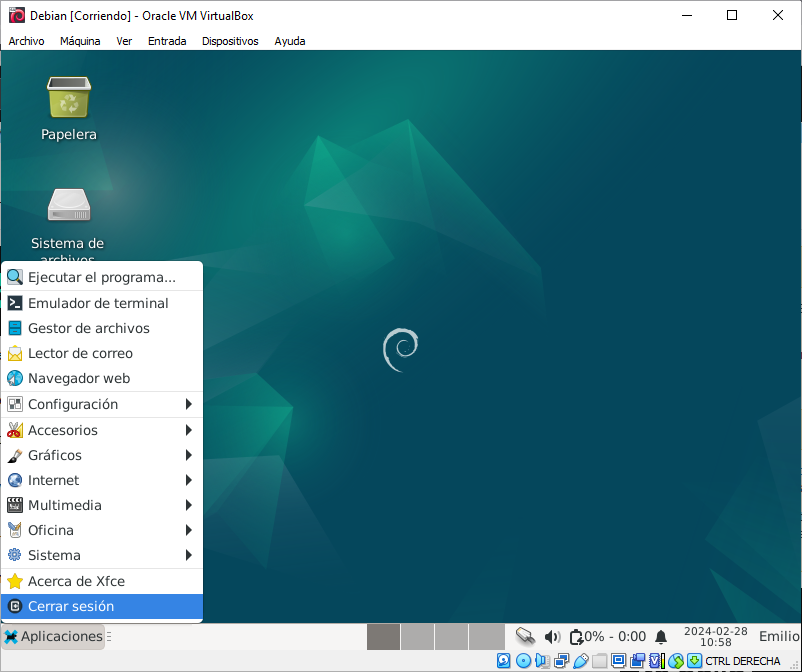 Debian [Corriendo] - Oracle VM VirtualBox
Archivo Máquina Ver Entrada Dispositivos Ayuda
Papelera
Sistema de
archivos
Ejecutar el programa...
Emulador de terminal
Gestor de archivos
Lector de correo
Navegador web
Configuración
Accesorios
Gráficos
Internet
Multimedia
Oficina
Sistema
Acerca de Xfce
Cerrar sesión
Aplicaciones 0% - 0:00 2024-02-28 Emilio
10:58
CTRL DERECHA